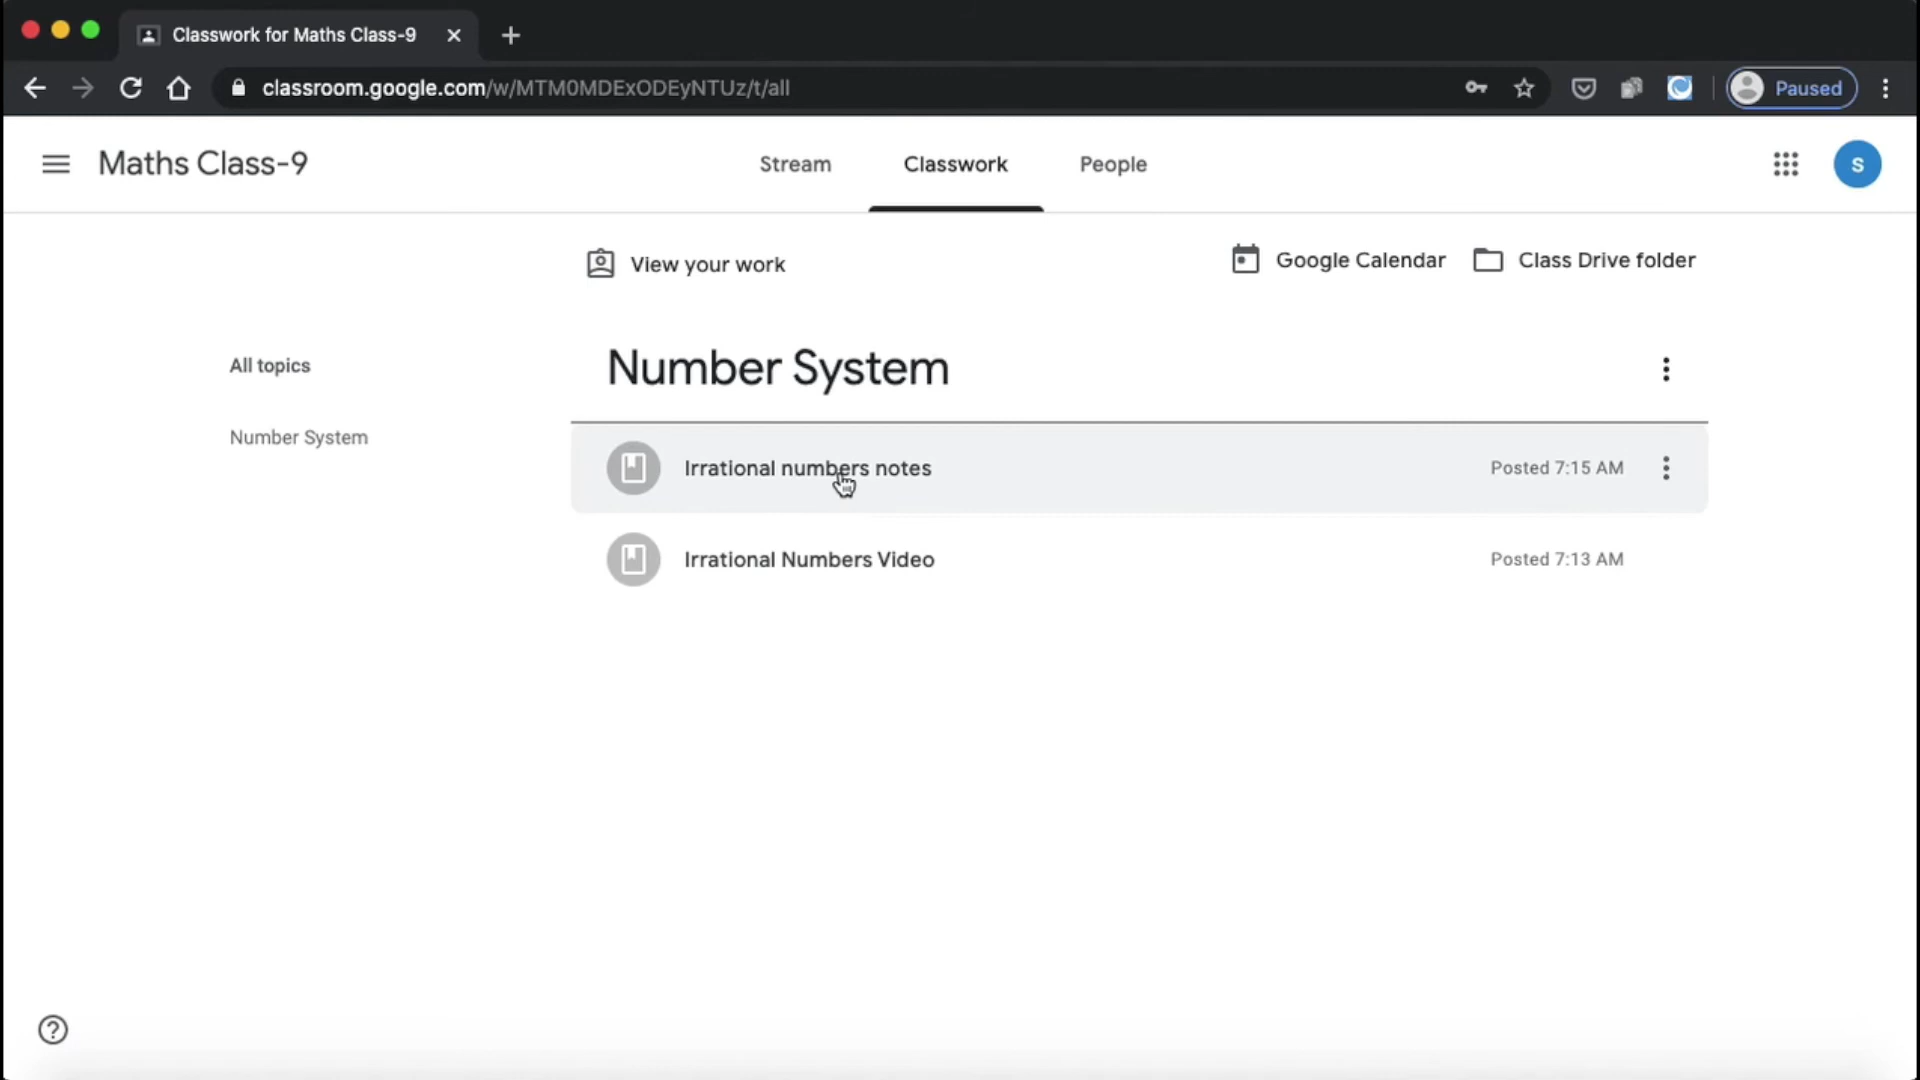 Classwork for Maths Class-9
classroom.google.com/w/MTM0MDExODEyNTUz/t/all
Paused
Maths Class-9
Stream
Classwork
People
S
View your work
Google Calendar
Class Drive folder
All topics
Number System
Number System
Irrational numbers notes
Posted 7:15 AM
Irrational Numbers Video
Posted 7:13 AM